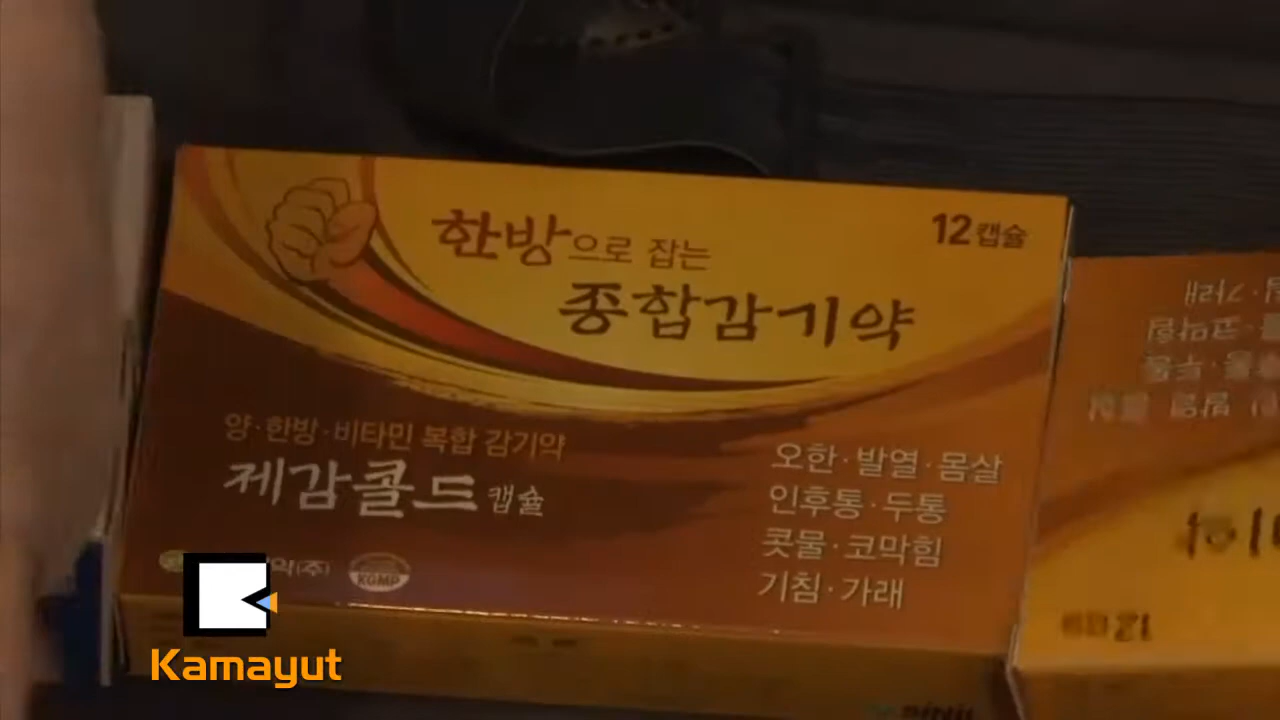 한방으로 잡는
종합감기약
12캡슐
양·한방·비타민 복합 감기약
제감콜드 캡슐
오한·발열·몸살
인후통·두통
콧물·코막힘
기침·가래
약(주)
KGMP
Kamayut